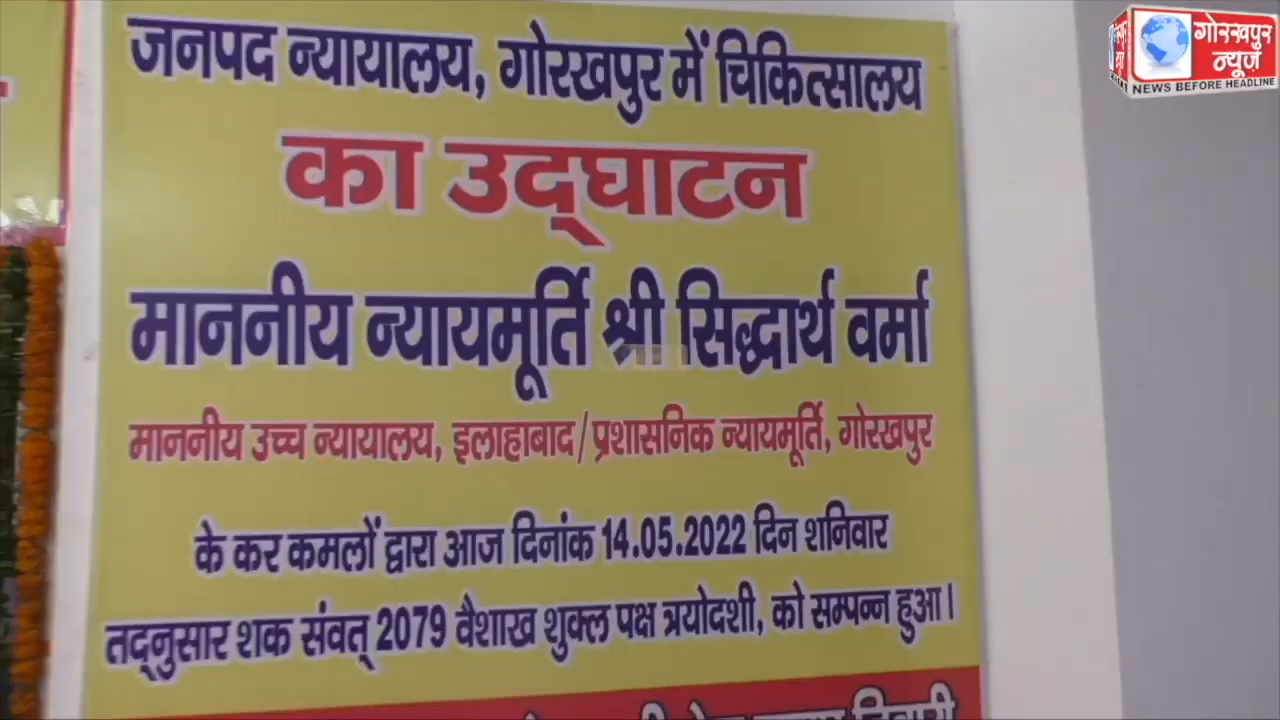 जनपद न्यायालय, गोरखपुर में चिकित्सालय
का उद्घाटन
माननीय न्यायमूर्ति श्री सिद्धार्थ वर्मा
माननीय उच्च न्यायालय, इलाहाबाद/प्रशासनिक न्यायमूर्ति, गोरखपुर
के कर कमलों द्वारा आज दिनांक 14.05.2022 दिन शनिवार
तद्नुसार शक संवत् 2079 वैशाख शुक्ल पक्ष त्रयोदशी, को सम्पन्न हुआ।
गोरखपुर
न्यूज़
NEWS BEFORE HEADLINE